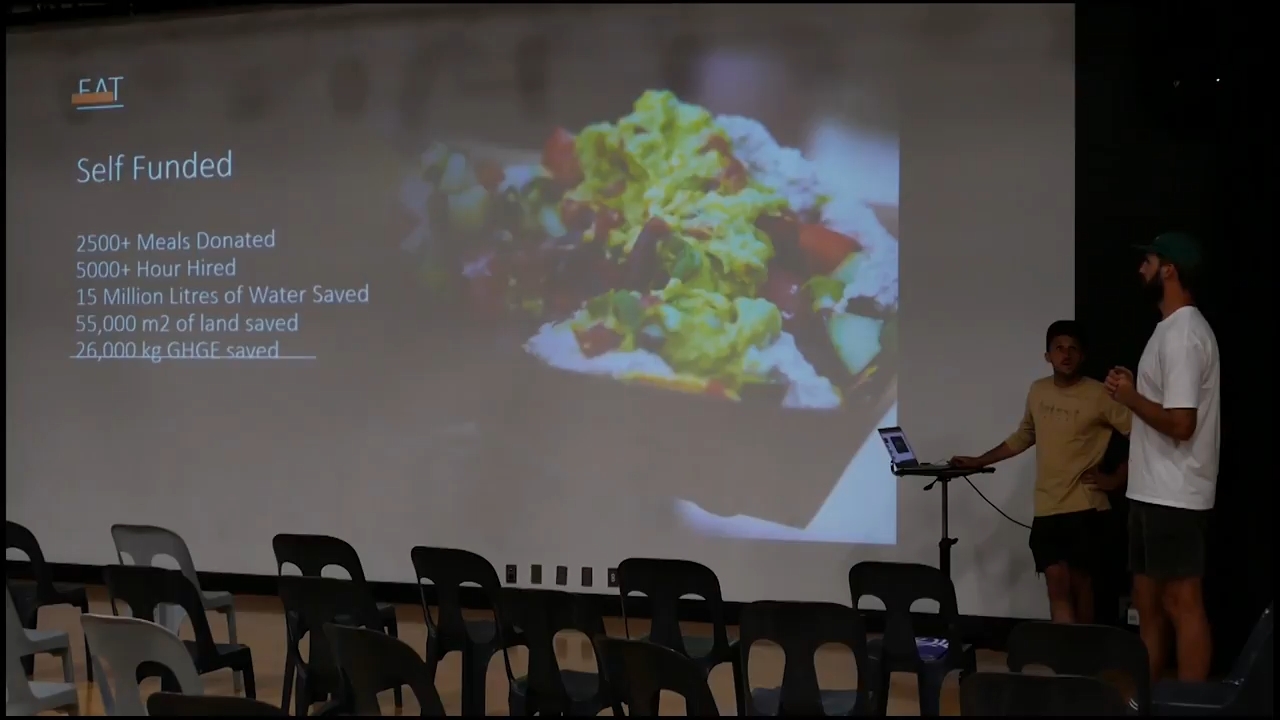 EAT
Self Funded
2500+ Meals Donated
5000+ Hour Hired
15 Million Litres of Water Saved
55,000 m2 of land saved
26,000 kg GHGE saved